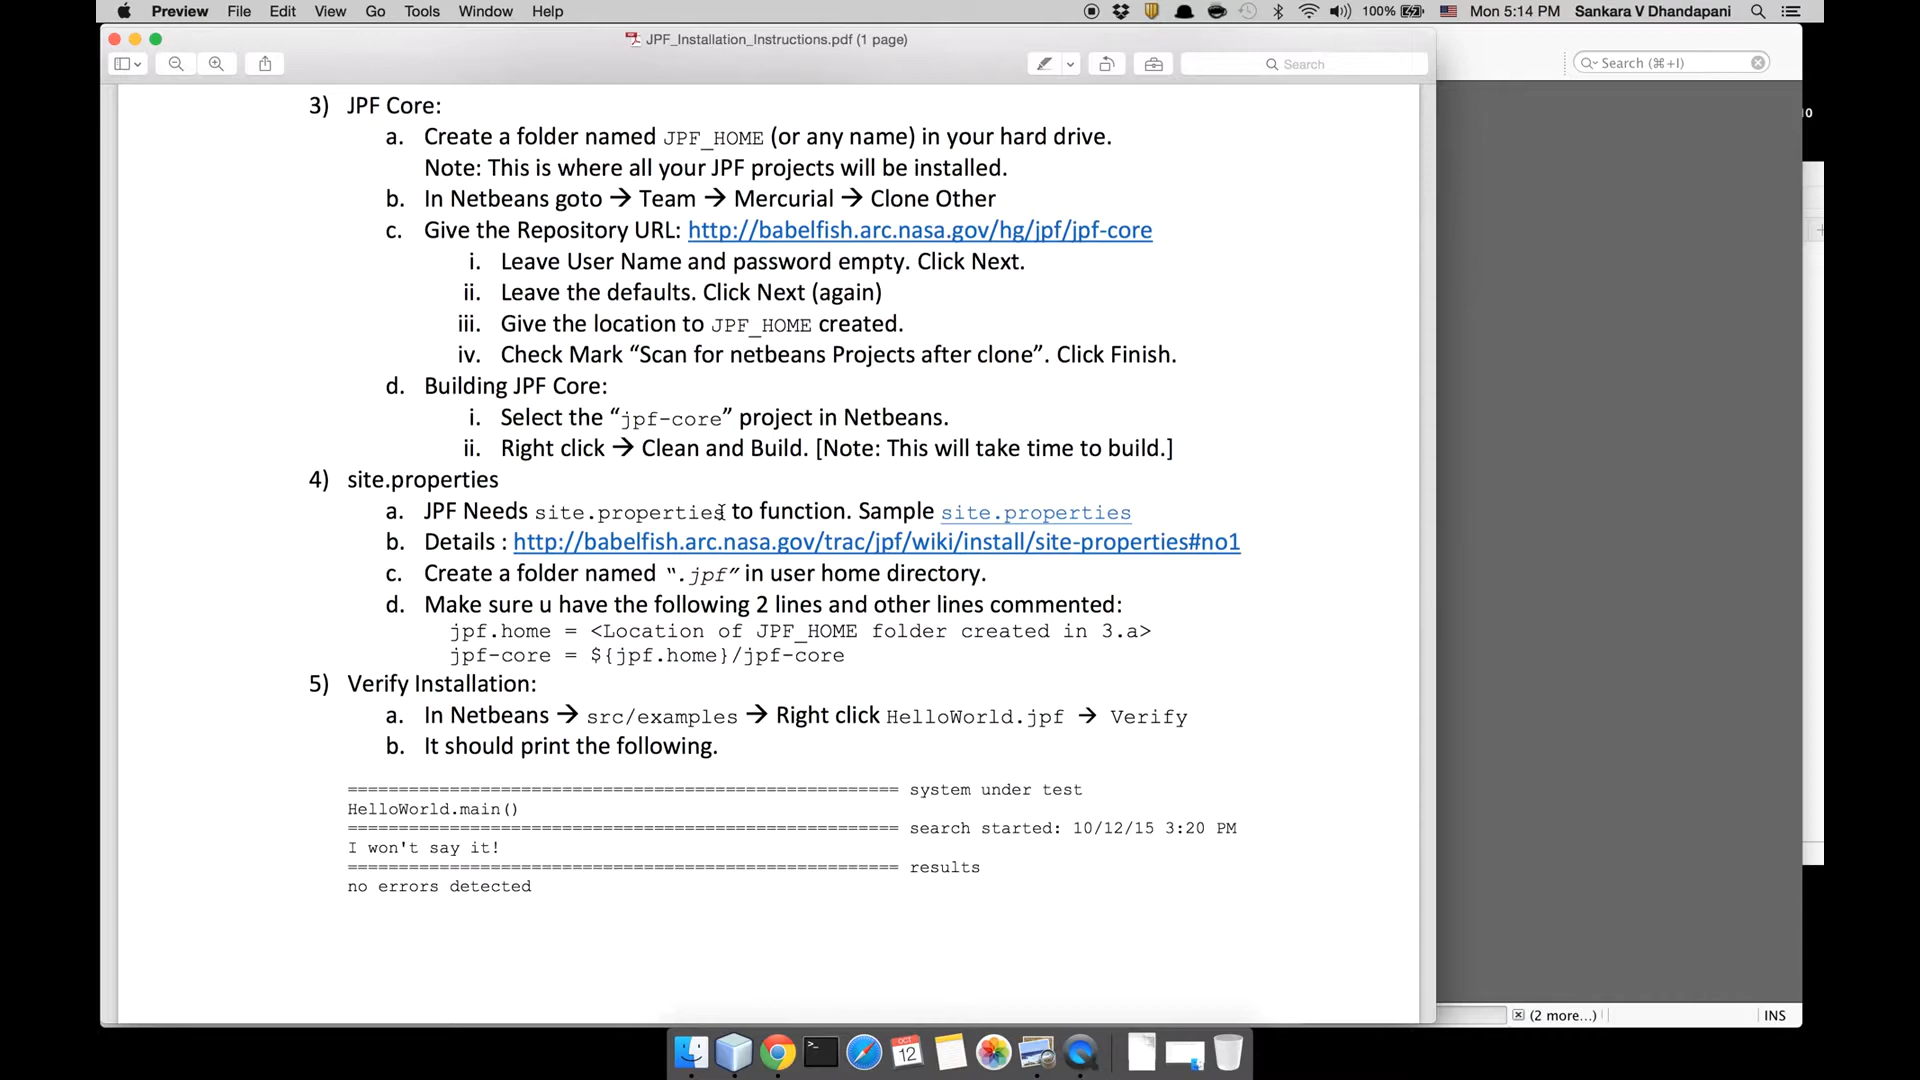 Preview File Edit View Go Tools Window Help 100% Mon 5:14 PM Sankara V Dhandapani
JPF_Installation_Instructions.pdf (1 page)
Search
Search (⌘+I)
10
3) JPF Core:
a. Create a folder named JPF_HOME (or any name) in your hard drive.
Note: This is where all your JPF projects will be installed.
b. In Netbeans goto → Team → Mercurial → Clone Other
c. Give the Repository URL: http://babelfish.arc.nasa.gov/hg/jpf/jpf-core
i. Leave User Name and password empty. Click Next.
ii. Leave the defaults. Click Next (again)
iii. Give the location to JPF_HOME created.
iv. Check Mark “Scan for netbeans Projects after clone”. Click Finish.
d. Building JPF Core:
i. Select the “jpf-core” project in Netbeans.
ii. Right click → Clean and Build. [Note: This will take time to build.]
4) site.properties
a. JPF Needs site.properties to function. Sample site.properties
b. Details : http://babelfish.arc.nasa.gov/trac/jpf/wiki/install/site-properties#no1
c. Create a folder named “.jpf” in user home directory.
d. Make sure u have the following 2 lines and other lines commented:
jpf.home = <Location of JPF_HOME folder created in 3.a>
jpf-core = ${jpf.home}/jpf-core
5) Verify Installation:
a. In Netbeans → src/examples → Right click HelloWorld.jpf → Verify
b. It should print the following.
====================================================== system under test
HelloWorld.main()
====================================================== search started: 10/12/15 3:20 PM
I won't say it!
====================================================== results
no errors detected
(2 more...) INS
OCT
12